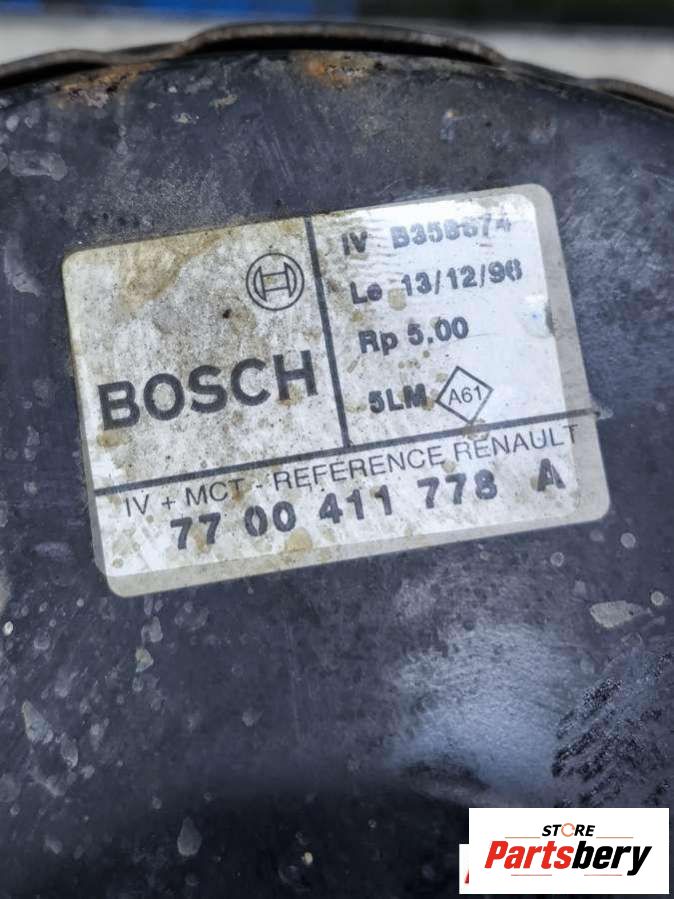 IV B358674
Le 13/12/96
BOSCH
Rp 5.00
5LM A61
IV + MCT - REFERENCE RENAULT
77 00 411 778 A
STORE
Partsbery